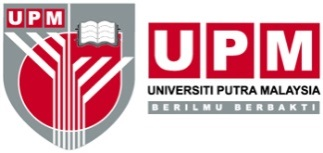 UPM
UPM
UNIVERSITI PUTRA MALAYSIA
BERILMU BERBAKTI